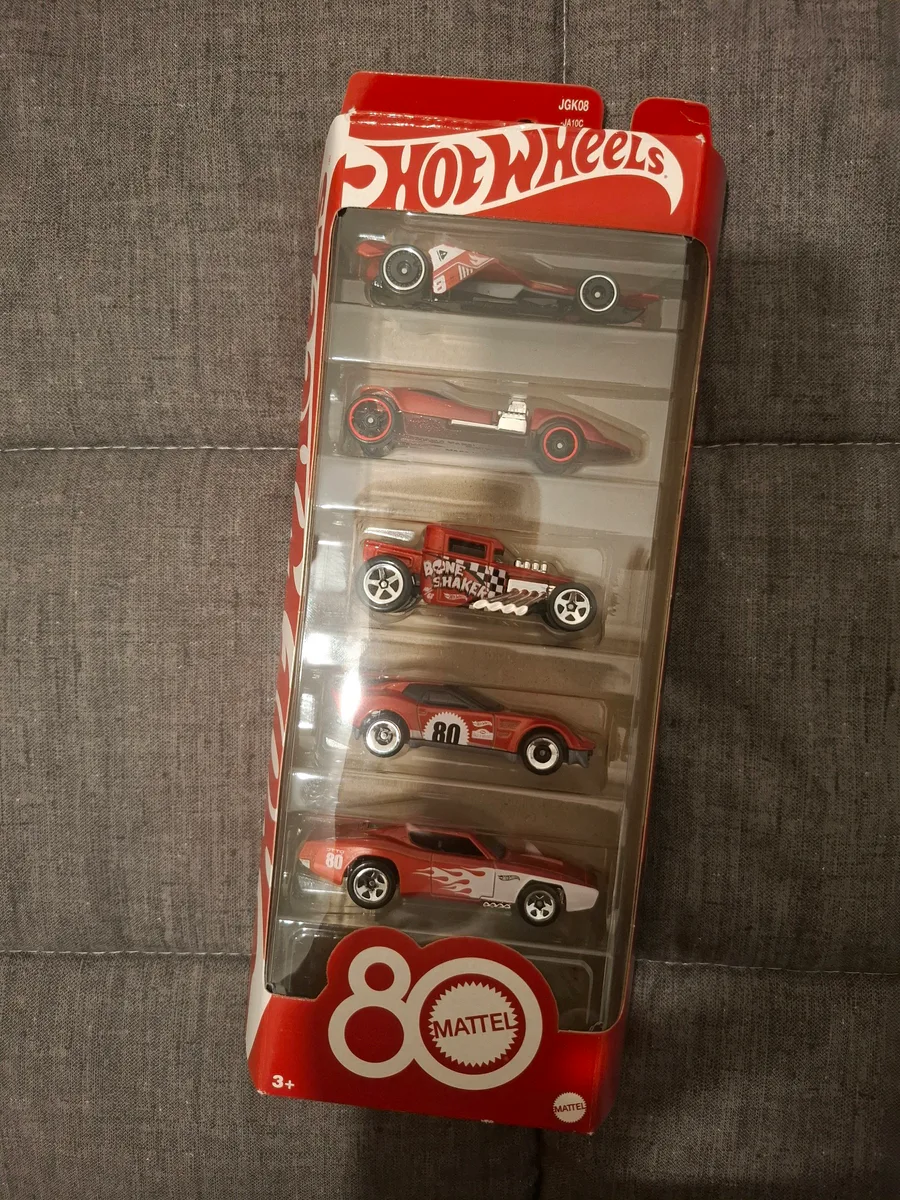 JGK08
-JA10C
HOT WHEELS
BONE
SHAKER
80
80
80
MATTEL
3+
MATTEL